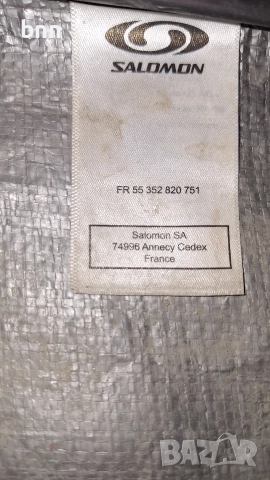 bnn
SALOMON
FR 55 352 820 751
Salomon SA
74996 Annecy Cedex
France
BAZAR